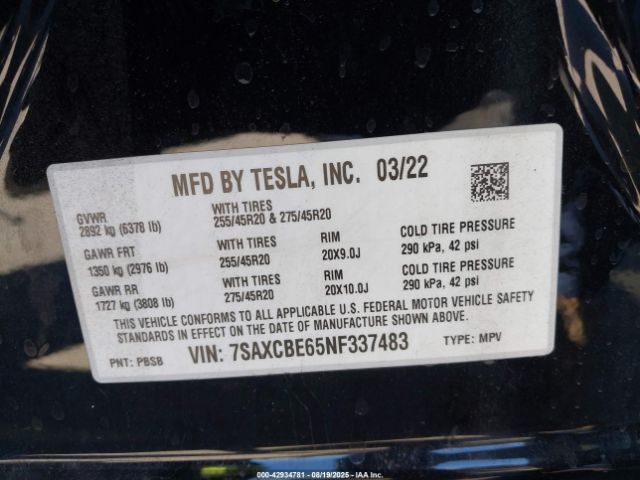 MFD BY TESLA, INC. 03/22
GVWR
2892 kg (6378 lb)
WITH TIRES
255/45R20 & 275/45R20
GAWR FRT
1350 kg (2976 lb)
WITH TIRES
255/45R20
RIM
20X9.0J
COLD TIRE PRESSURE
290 kPa, 42 psi
GAWR RR
1727 kg (3808 lb)
WITH TIRES
275/45R20
RIM
20X10.0J
COLD TIRE PRESSURE
290 kPa, 42 psi
THIS VEHICLE CONFORMS TO ALL APPLICABLE U.S. FEDERAL MOTOR VEHICLE SAFETY
STANDARDS IN EFFECT ON THE DATE OF MANUFACTURE SHOWN ABOVE.
PNT: PBSB VIN: 7SAXCBE65NF337483 TYPE: MPV
000-42934781 - 08/19/2025 - IAA Inc.